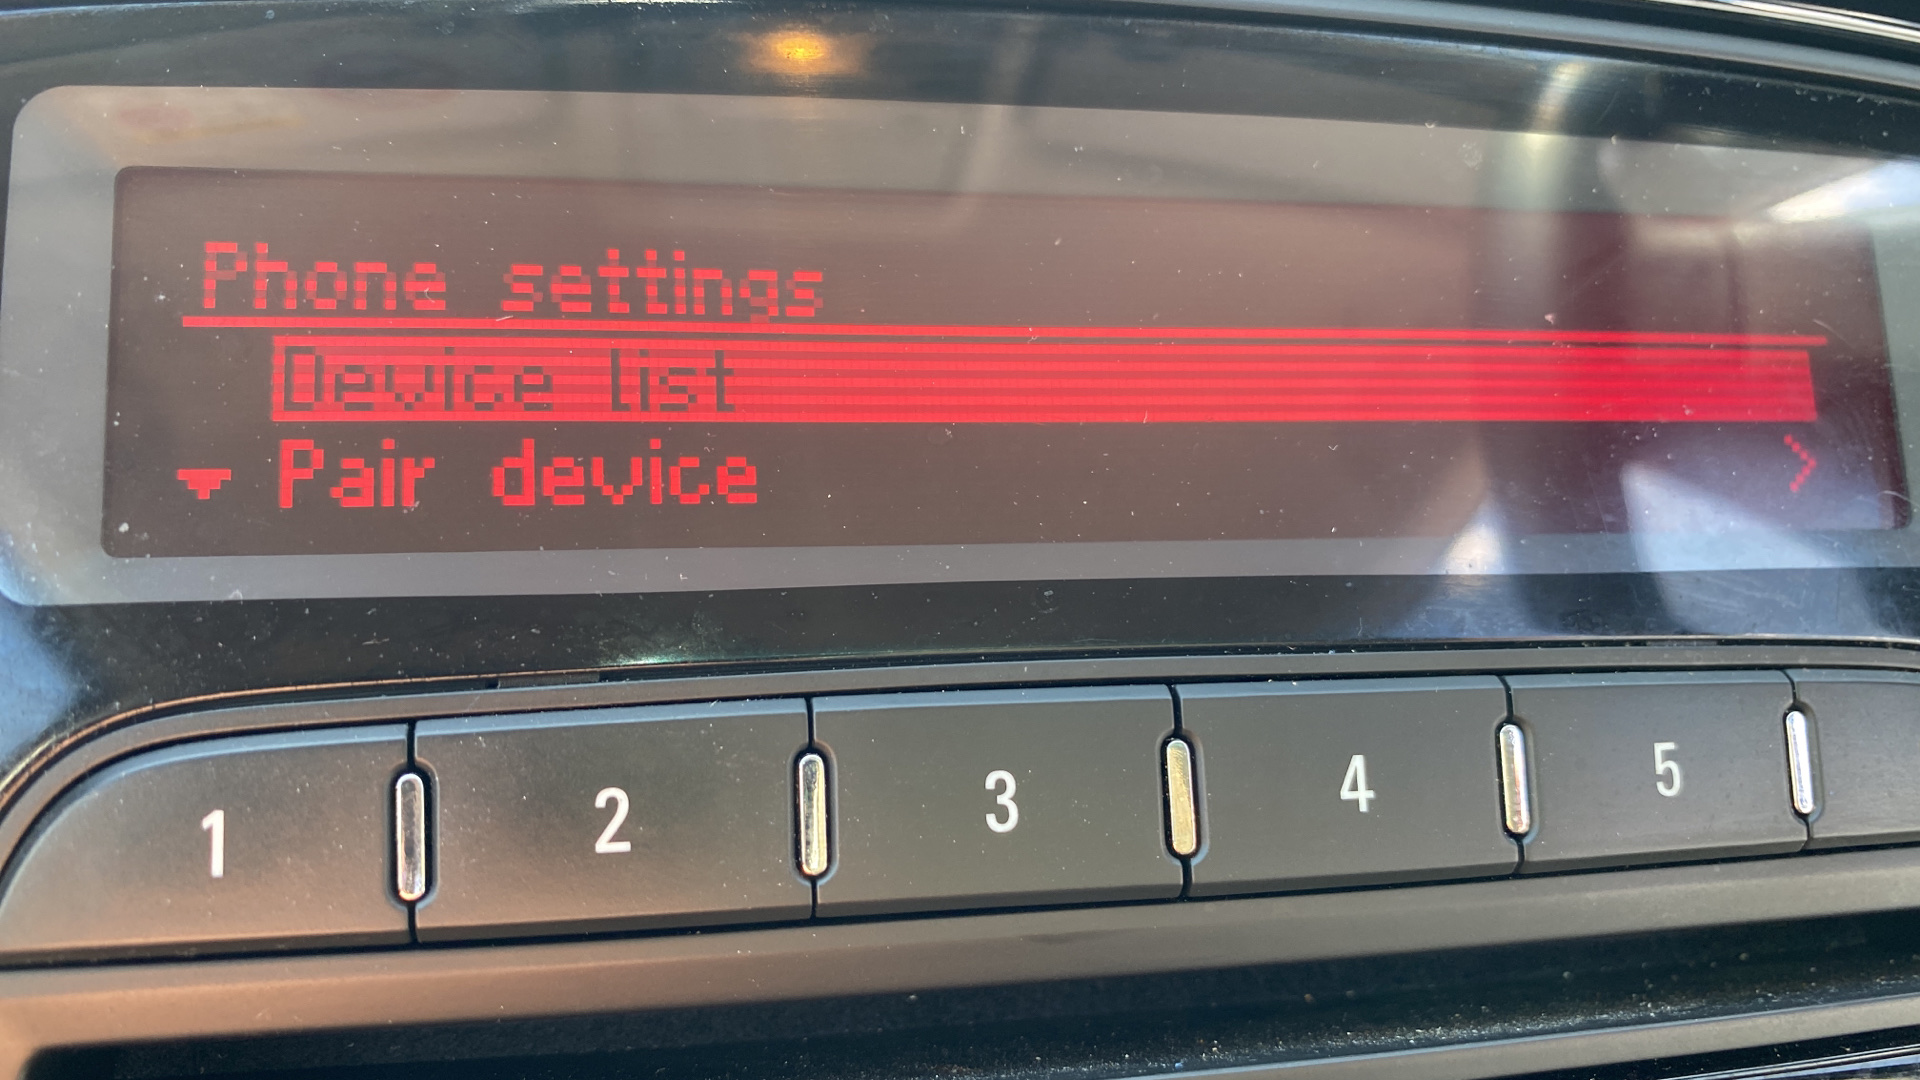 Phone settings
Device list
Pair device
1 2 3 4 5